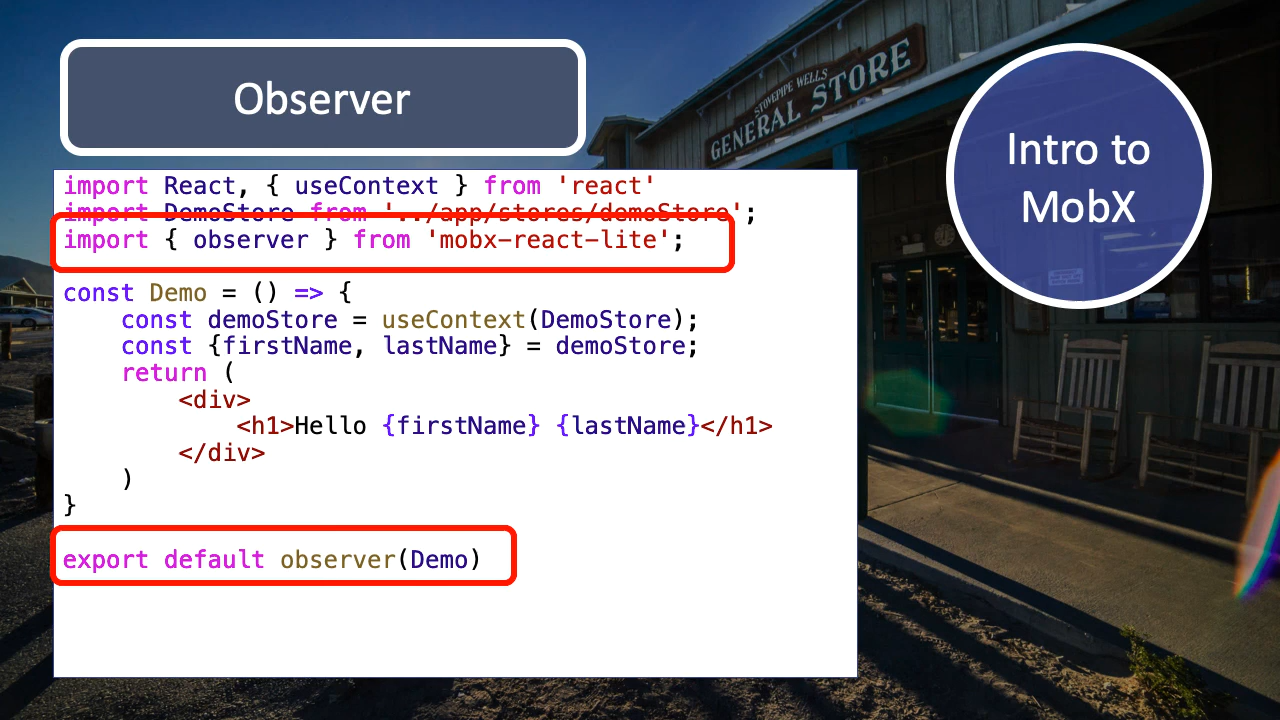 Observer
STOVEPIPE WELLS
GENERAL STORE
Intro to
MobX
import React, { useContext } from 'react'
import DemoStore from '../app/stores/demoStore';
import { observer } from 'mobx-react-lite';
const Demo = () => {
    const demoStore = useContext(DemoStore);
    const {firstName, lastName} = demoStore;
    return (
        <div>
            <h1>Hello {firstName} {lastName}</h1>
        </div>
    )
}
export default observer(Demo)